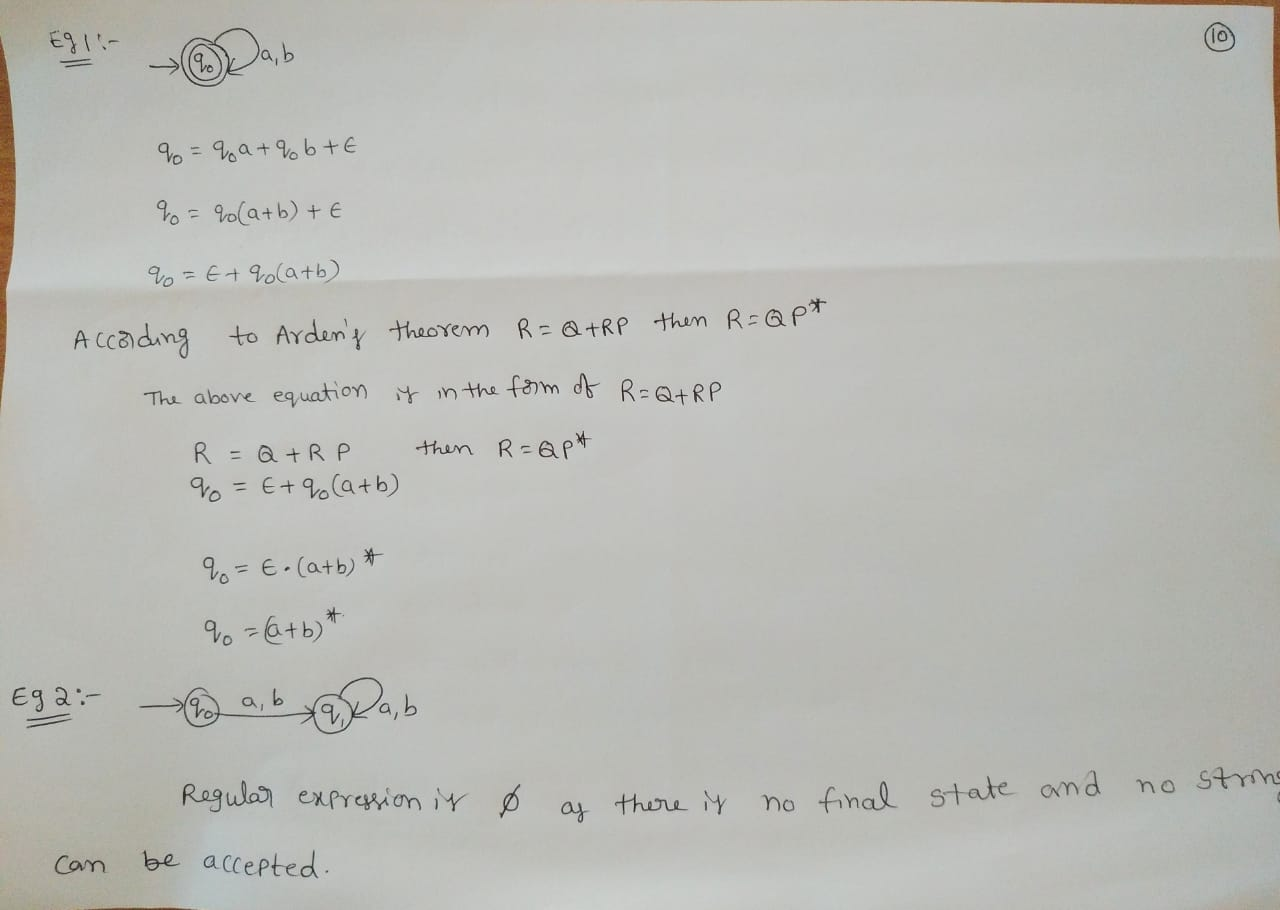 Eg 1:-
10
q₀ a,b
q₀ = q₀a + q₀b + ε
q₀ = q₀(a+b) + ε
q₀ = ε + q₀(a+b)
According to Arden's theorem R = Q+RP then R=QP*
The above equation is in the form of R=Q+RP
R = Q + R P then R=QP*
q₀ = ε + q₀(a+b)
q₀ = ε.(a+b)*
q₀ = (a+b)*
Eg 2:- q₀ a,b q₁ a,b
Regular expression is ø as there is no final state and no string
can be accepted.